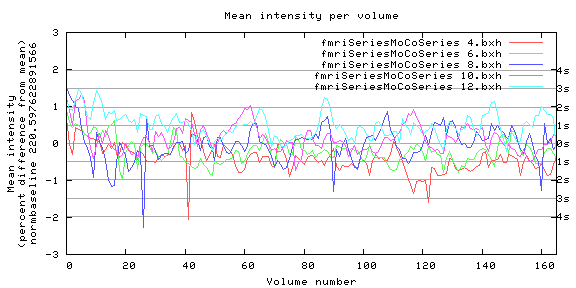 Mean intensity per volume
Mean intensity
(percent difference from mean)
normbaseline 220.597622891566
fmriSeriesMoCoSeries 4.bxh
fmriSeriesMoCoSeries 6.bxh
fmriSeriesMoCoSeries 8.bxh
fmriSeriesMoCoSeries 10.bxh
fmriSeriesMoCoSeries 12.bxh
3
2
1
0
-1
-2
-3
4s
3s
2s
1s
0s
1s
2s
3s
4s
0 20 40 60 80 100 120 140 160
Volume number